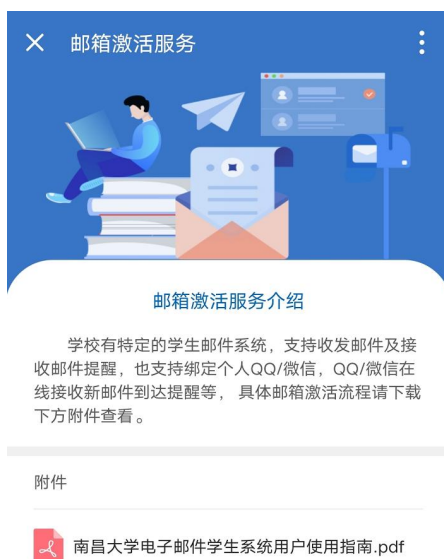 邮箱激活服务
邮箱激活服务介绍
学校有特定的学生邮件系统，支持收发邮件及接
收邮件提醒，也支持绑定个人QQ/微信，QQ/微信在
线接收新邮件到达提醒等， 具体邮箱激活流程请下载
下方附件查看。
附件
南昌大学电子邮件学生系统用户使用指南.pdf